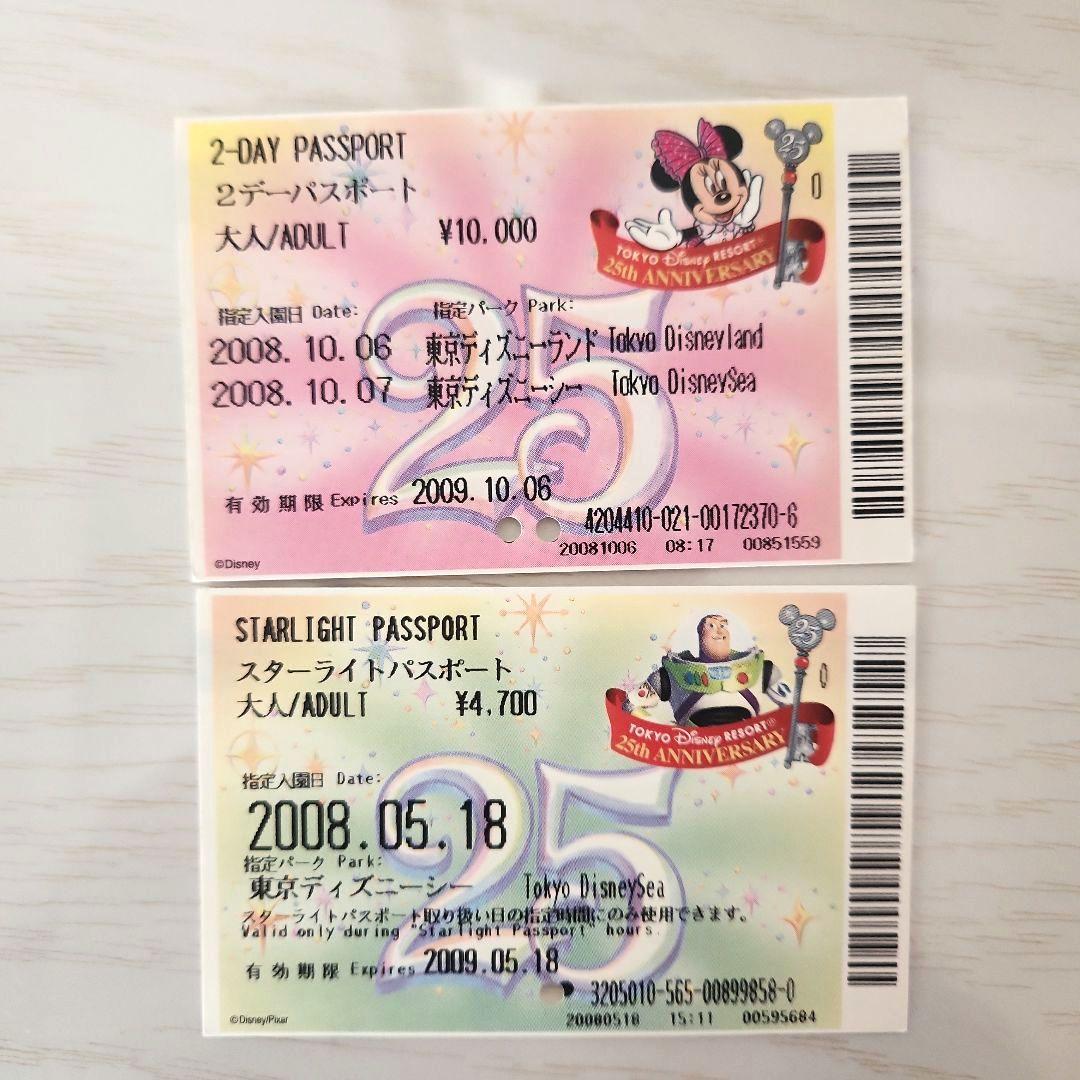 2-DAY PASSPORT
2デーパスポート
大人/ADULT ¥10,000
25
TOKYO Disney RESORT
25th ANNIVERSARY
0
指定入園日 Date: 指定パーク Park:
2008.10.06 東京ディズニーランド Tokyo Disneyland
2008.10.07 東京ディズニーシー Tokyo DisneySea
25
有効期限 Expires 2009.10.06
4204410-021-00172370-6
20081006 08:17 00851559
©Disney
STARLIGHT PASSPORT
スターライトパスポート
大人/ADULT ¥4,700
25
TOKYO Disney RESORT
25th ANNIVERSARY
0
指定入園日 Date:
2008.05.18
指定パーク Park:
東京ディズニーシー Tokyo DisneySea
25
スターライトパスポート取り扱い日の指定時間にのみ使用できます。
Valid only during "Starlight Passport" hours.
有効期限 Expires 2009.05.18
3205010-565-00899858-0
20080518 15:11 00595684
©Disney/Pixar